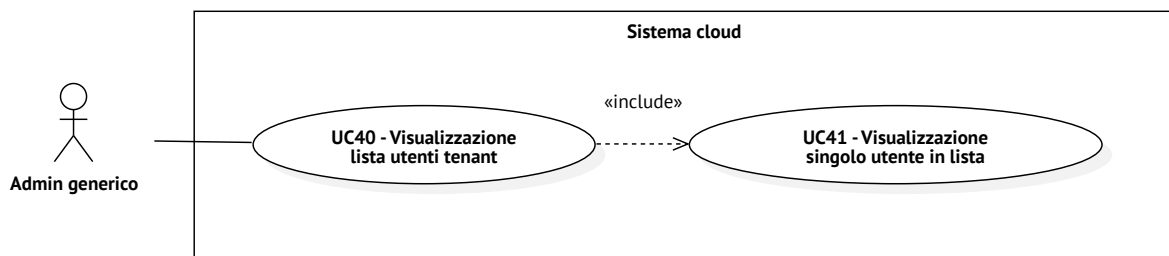 Sistema cloud
«include»
UC40 - Visualizzazione
lista utenti tenant
UC41 - Visualizzazione
singolo utente in lista
Admin generico